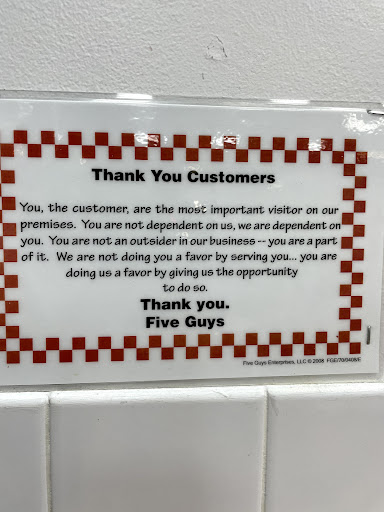 Thank You Customers
You, the customer, are the most important visitor on our
premises. You are not dependent on us, we are dependent on
you. You are not an outsider in our business -- you are a part
of it. We are not doing you a favor by serving you... you are
doing us a favor by giving us the opportunity
to do so.
Thank you.
Five Guys
Five Guys Enterprises, LLC © 2008